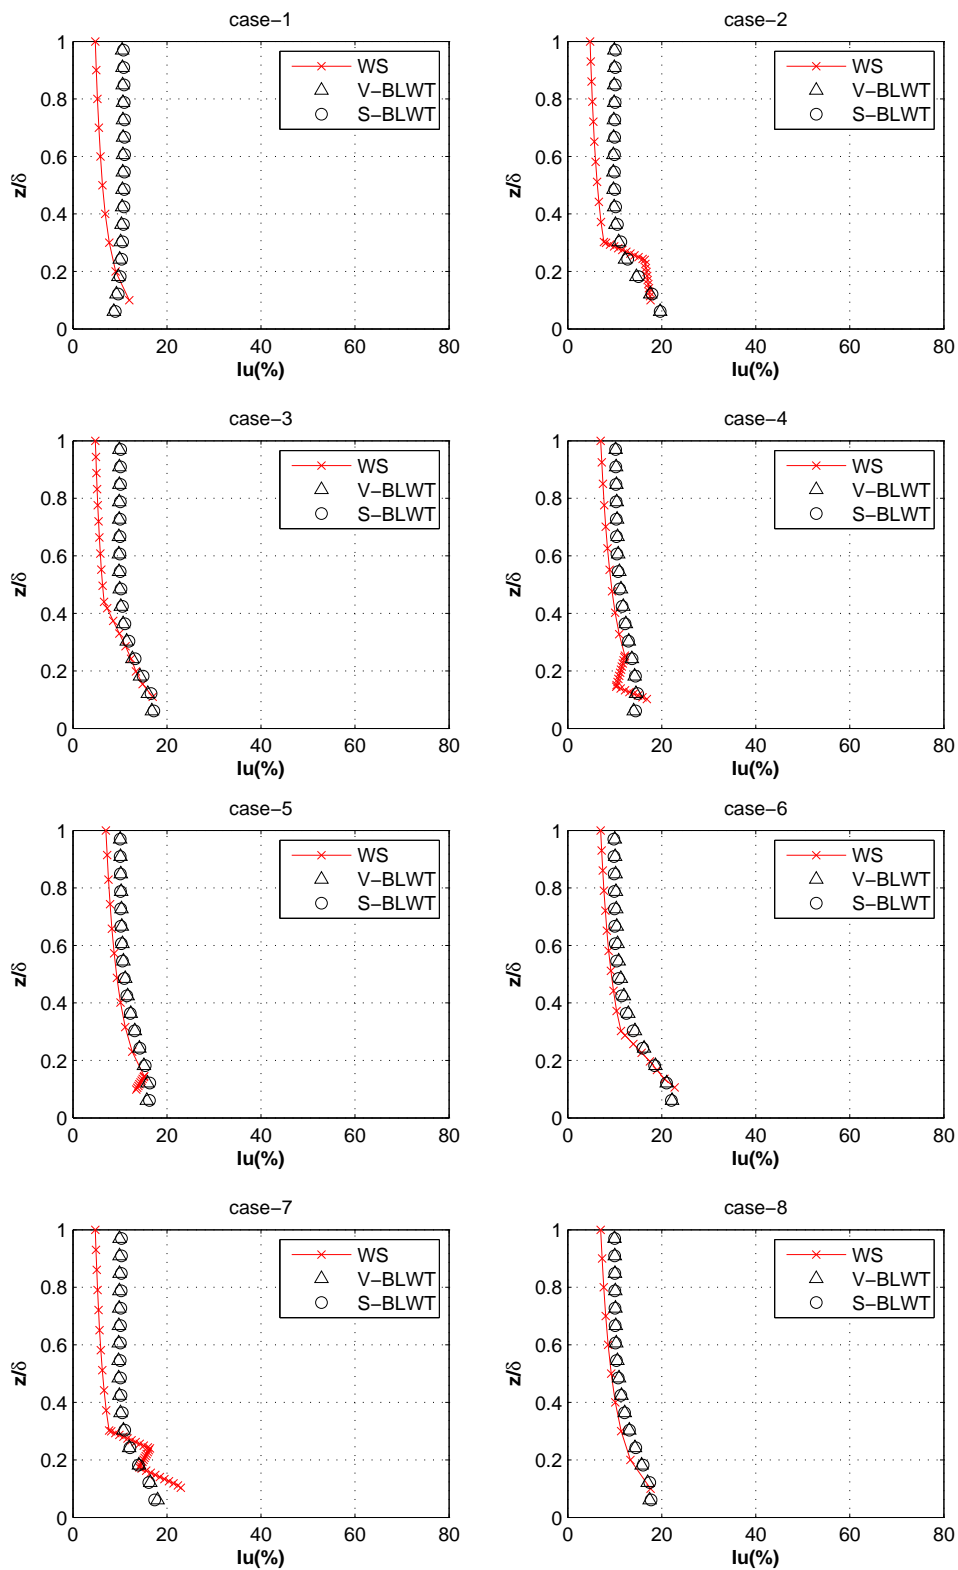 case−1
1
0.8
0.6
0.4
0.2
0
z/δ
WS
V−BLWT
S−BLWT
0 20 40 60 80
Iu(%)
case−2
1
0.8
0.6
0.4
0.2
0
z/δ
WS
V−BLWT
S−BLWT
0 20 40 60 80
Iu(%)
case−3
1
0.8
0.6
0.4
0.2
0
z/δ
WS
V−BLWT
S−BLWT
0 20 40 60 80
Iu(%)
case−4
1
0.8
0.6
0.4
0.2
0
z/δ
WS
V−BLWT
S−BLWT
0 20 40 60 80
Iu(%)
case−5
1
0.8
0.6
0.4
0.2
0
z/δ
WS
V−BLWT
S−BLWT
0 20 40 60 80
Iu(%)
case−6
1
0.8
0.6
0.4
0.2
0
z/δ
WS
V−BLWT
S−BLWT
0 20 40 60 80
Iu(%)
case−7
1
0.8
0.6
0.4
0.2
0
z/δ
WS
V−BLWT
S−BLWT
0 20 40 60 80
Iu(%)
case−8
1
0.8
0.6
0.4
0.2
0
z/δ
WS
V−BLWT
S−BLWT
0 20 40 60 80
Iu(%)